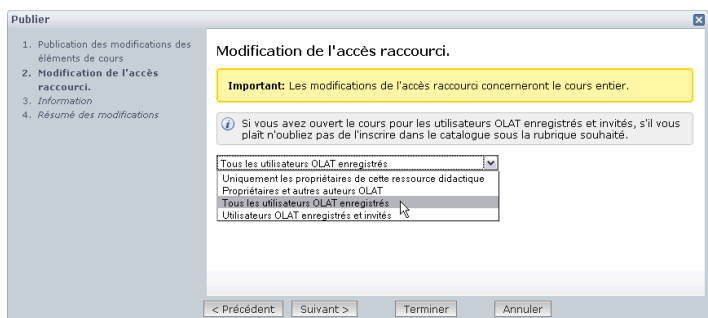 Publier
1. Publication des modifications des
éléments de cours
2. Modification de l'accès
raccourci.
3. Information
4. Résumé des modifications
Modification de l'accès raccourci.
Important: Les modifications de l'accès raccourci concerneront le cours entier.
Si vous avez ouvert le cours pour les utilisateurs OLAT enregistrés et invités, s'il vous
plaît n'oubliez pas de l'inscrire dans le catalogue sous la rubrique souhaité.
Tous les utilisateurs OLAT enregistrés
Uniquement les propriétaires de cette ressource didactique
Propriétaires et autres auteurs OLAT
Tous les utilisateurs OLAT enregistrés
Utilisateurs OLAT enregistrés et invités
< Précédent Suivant > Terminer Annuler